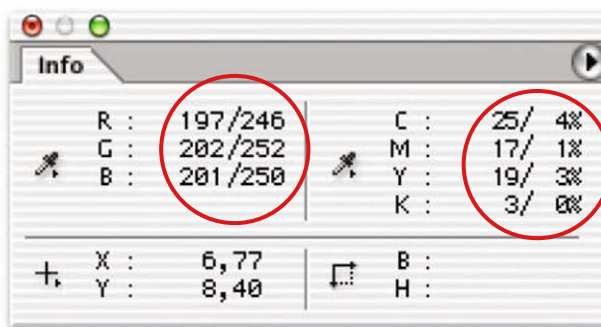 Info
R : 197/246
G : 202/252
B : 201/250
C : 25/ 4%
M : 17/ 1%
Y : 19/ 3%
K : 3/ 0%
X : 6,77
Y : 8,40
B :
H :